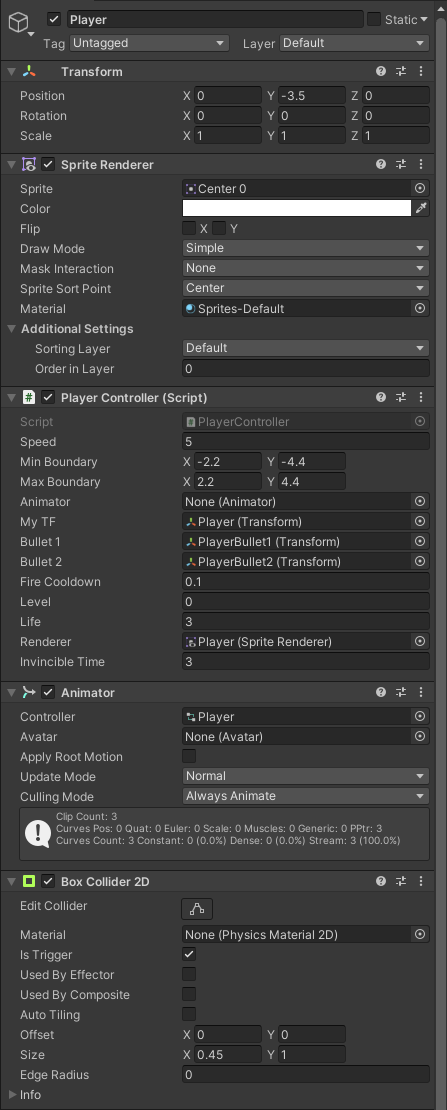 Player Static
Tag Untagged Layer Default
Transform
Position X 0 Y -3.5 Z 0
Rotation X 0 Y 0 Z 0
Scale X 1 Y 1 Z 1
Sprite Renderer
Sprite Center 0
Color
Flip X Y
Draw Mode Simple
Mask Interaction None
Sprite Sort Point Center
Material Sprites-Default
Additional Settings
Sorting Layer Default
Order in Layer 0
# Player Controller (Script)
Script # PlayerController
Speed 5
Min Boundary X -2.2 Y -4.4
Max Boundary X 2.2 Y 4.4
Animator None (Animator)
My TF Player (Transform)
Bullet 1 PlayerBullet1 (Transform)
Bullet 2 PlayerBullet2 (Transform)
Fire Cooldown 0.1
Level 0
Life 3
Renderer Player (Sprite Renderer)
Invincible Time 3
Animator
Controller Player
Avatar None (Avatar)
Apply Root Motion
Update Mode Normal
Culling Mode Always Animate
Clip Count: 3
Curves Pos: 0 Quat: 0 Euler: 0 Scale: 0 Muscles: 0 Generic: 0 PPtr: 3
Curves Count: 3 Constant: 0 (0.0%) Dense: 0 (0.0%) Stream: 3 (100.0%)
Box Collider 2D
Edit Collider
Material None (Physics Material 2D)
Is Trigger
Used By Effector
Used By Composite
Auto Tiling
Offset X 0 Y 0
Size X 0.45 Y 1
Edge Radius 0
Info